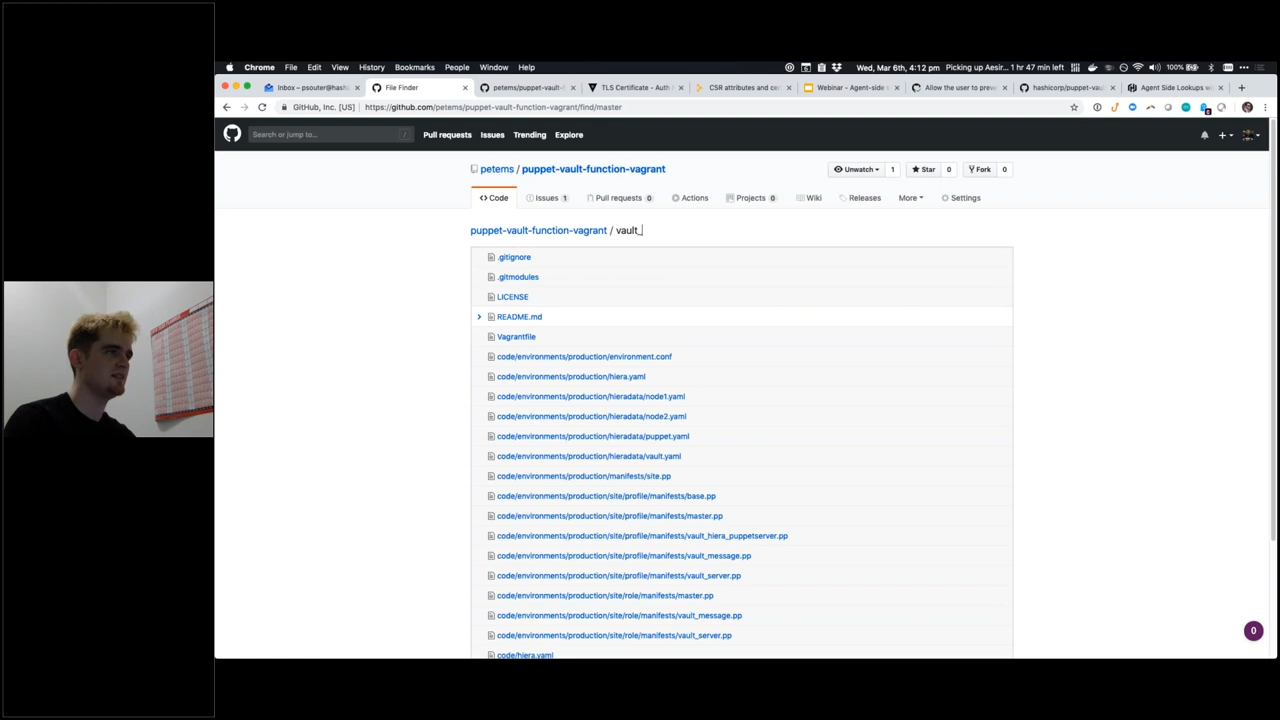 Chrome File Edit View History Bookmarks People Window Help
Wed, Mar 6th, 4:12 pm Picking up Aesir... 1 hr 47 min left 100%
Inbox – psouter@hashi
File Finder
petems/puppet-vault-f
TLS Certificate - Auth
CSR attributes and cer
Webinar - Agent-side
Allow the user to preve
hashicorp/puppet-vaul
Agent Side Lookups w
GitHub, Inc. [US] https://github.com/petems/puppet-vault-function-vagrant/find/master
Search or jump to... /
Pull requests Issues Trending Explore
petems / puppet-vault-function-vagrant
Unwatch 1 Star 0 Fork 0
Code Issues 1 Pull requests 0 Actions Projects 0 Wiki Releases More Settings
puppet-vault-function-vagrant / vault_
.gitignore
.gitmodules
LICENSE
README.md
Vagrantfile
code/environments/production/environment.conf
code/environments/production/hiera.yaml
code/environments/production/hieradata/node1.yaml
code/environments/production/hieradata/node2.yaml
code/environments/production/hieradata/puppet.yaml
code/environments/production/hieradata/vault.yaml
code/environments/production/manifests/site.pp
code/environments/production/site/profile/manifests/base.pp
code/environments/production/site/profile/manifests/master.pp
code/environments/production/site/profile/manifests/vault_hiera_puppetserver.pp
code/environments/production/site/profile/manifests/vault_message.pp
code/environments/production/site/profile/manifests/vault_server.pp
code/environments/production/site/role/manifests/master.pp
code/environments/production/site/role/manifests/vault_message.pp
code/environments/production/site/role/manifests/vault_server.pp
code/hiera.yaml
0